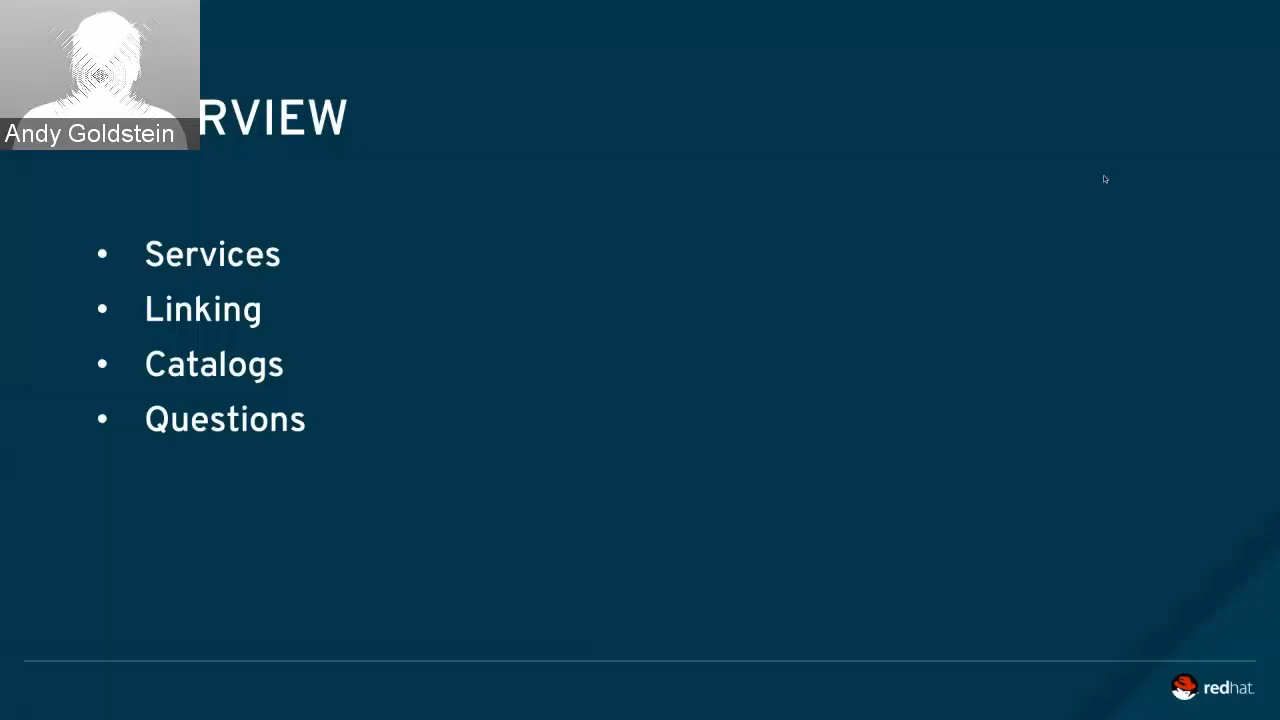 RVIEW
Andy Goldstein
• Services
• Linking
• Catalogs
• Questions
redhat.